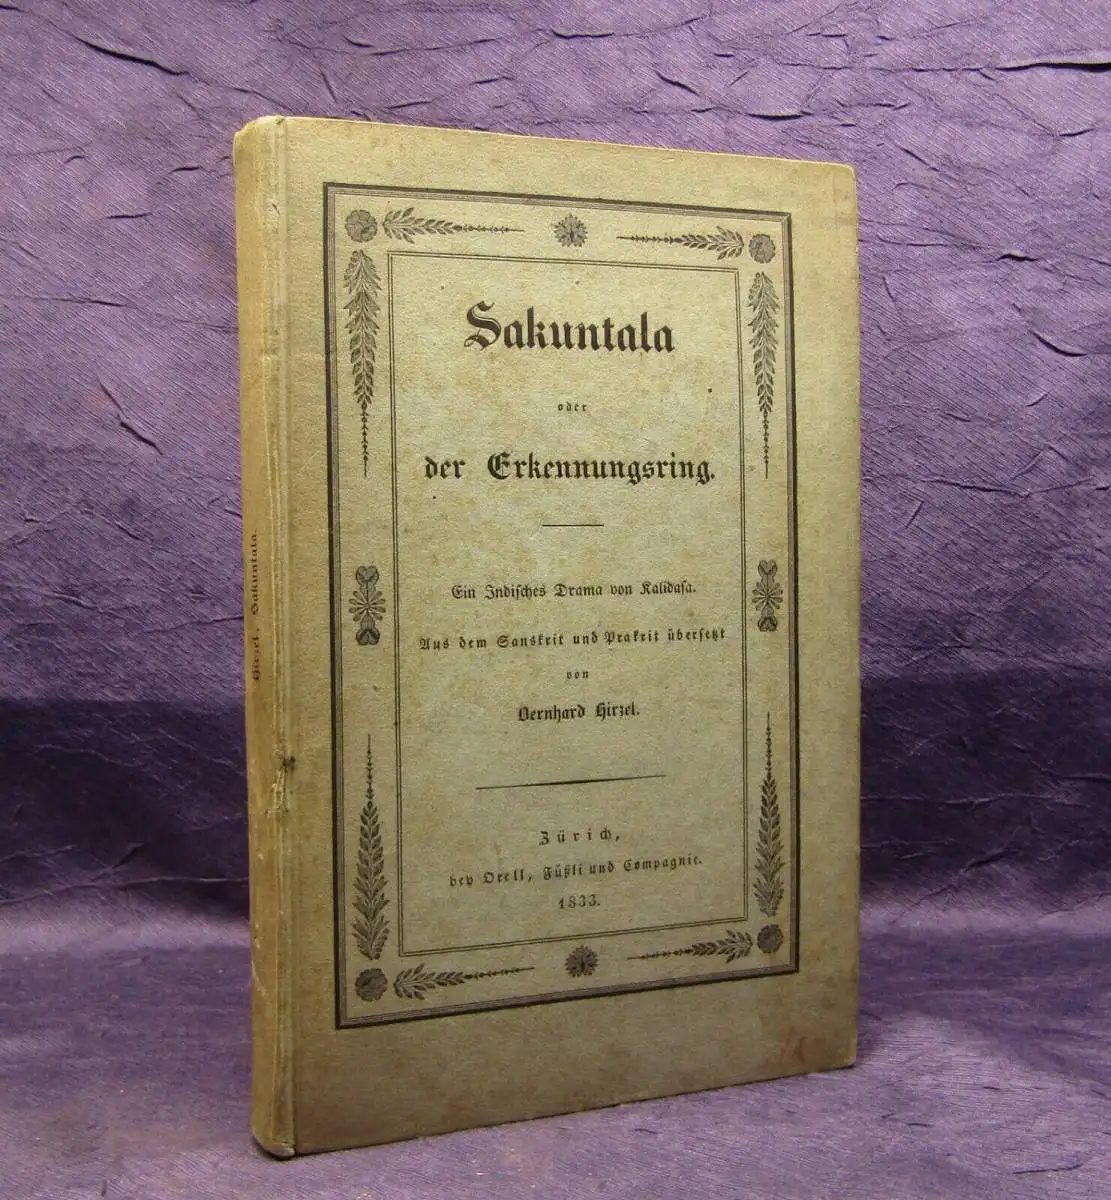 Sakuntala
oder
der Erkennungsring.
Ein Indisches Drama von Kalidasa.
Aus dem Sanskrit und Prakrit übersetzt
von
Bernhard Hirzel.
Zürich,
bey Orell, Füßli und Compagnie.
1833.
Hirzel, Sakuntala.